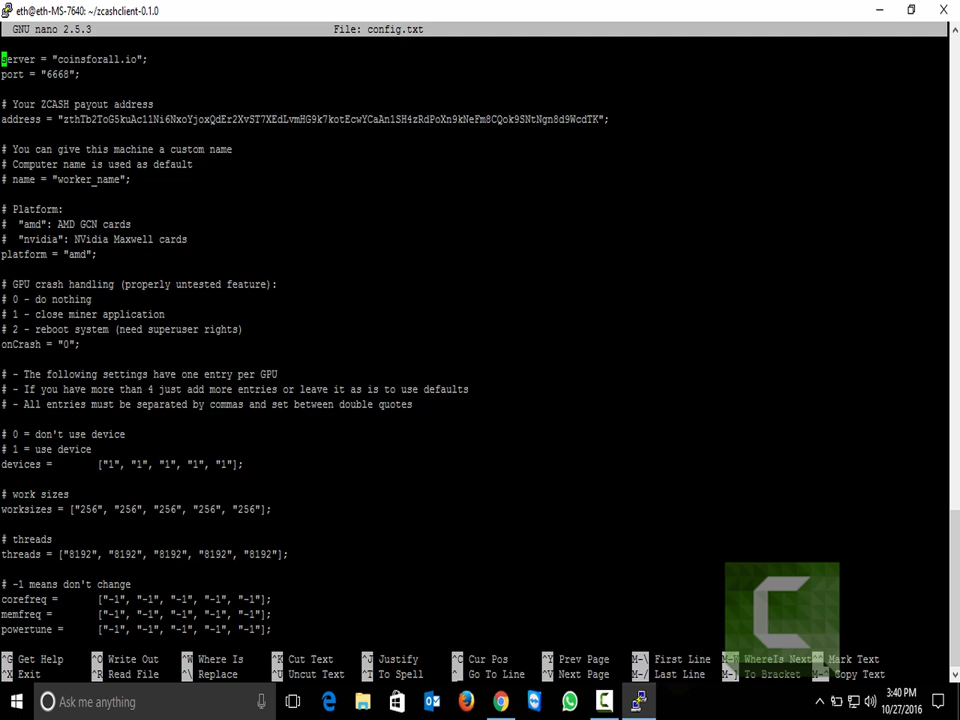 eth@eth-MS-7640: ~/zcashclient-0.1.0
GNU nano 2.5.3 File: config.txt
server = "coinsforall.io";
port = "6668";
# Your ZCASH payout address
address = "zthTb2ToG5kuAc11Ni6NxoYjoxQdEr2XvST7XEdLvmHG9k7kotEcwYCaAn1SH4zRdPoXn9kNeFm8CQok9SNtNgn8d9WcdTK";
# You can give this machine a custom name
# Computer name is used as default
# name = "worker_name";
# Platform:
# "amd": AMD GCN cards
# "nvidia": NVidia Maxwell cards
platform = "amd";
# GPU crash handling (properly untested feature):
# 0 - do nothing
# 1 - close miner application
# 2 - reboot system (need superuser rights)
onCrash = "0";
# - The following settings have one entry per GPU
# - If you have more than 4 just add more entries or leave it as is to use defaults
# - All entries must be separated by commas and set between double quotes
# 0 = don't use device
# 1 = use device
devices = ["1", "1", "1", "1", "1"];
# work sizes
worksizes = ["256", "256", "256", "256", "256"];
# threads
threads = ["8192", "8192", "8192", "8192", "8192"];
# -1 means don't change
corefreq = ["-1", "-1", "-1", "-1", "-1"];
memfreq = ["-1", "-1", "-1", "-1", "-1"];
powertune = ["-1", "-1", "-1", "-1", "-1"];
^G Get Help ^O Write Out ^W Where Is ^K Cut Text ^J Justify ^C Cur Pos ^Y Prev Page M-\ First Line M-W WhereIs Next ^^ Mark Text
^X Exit ^R Read File ^\ Replace ^U Uncut Text ^T To Spell ^_ Go To Line ^V Next Page M-/ Last Line M-] To Bracket M-^ Copy Text
Ask me anything
3:40 PM
10/27/2016